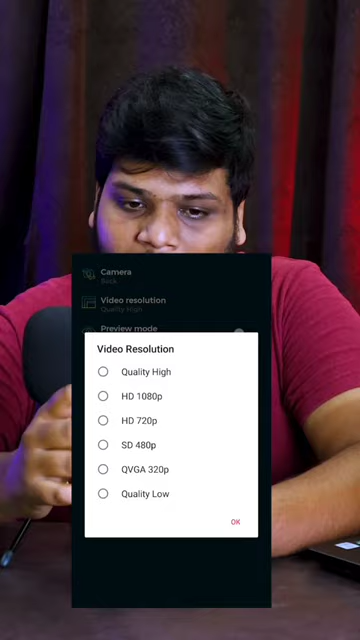 Camera
Back
Video resolution
Quality High
Preview mode
Video Resolution
Quality High
HD 1080p
HD 720p
SD 480p
QVGA 320p
Quality Low
OK